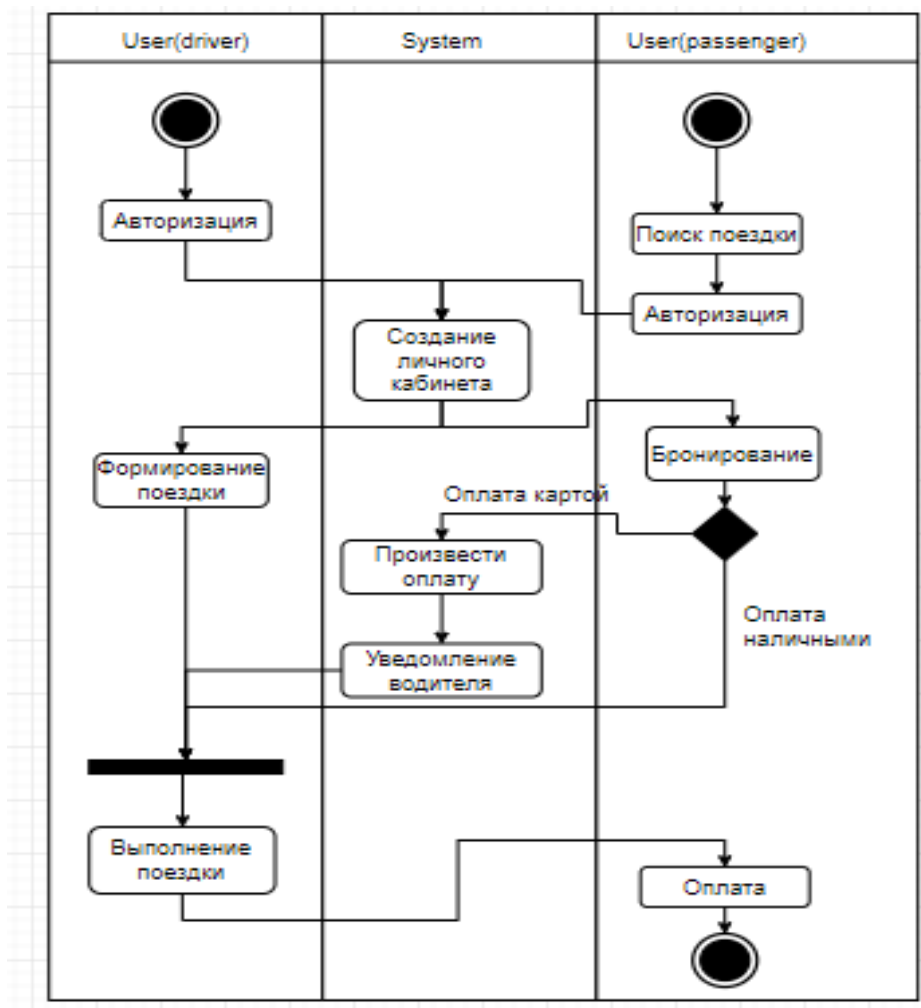 User(driver)
System
User(passenger)
Авторизация
Поиск поездки
Авторизация
Создание
личного
кабинета
Формирование
поездки
Бронирование
Оплата картой
Произвести
оплату
Оплата
наличными
Уведомление
водителя
Выполнение
поездки
Оплата